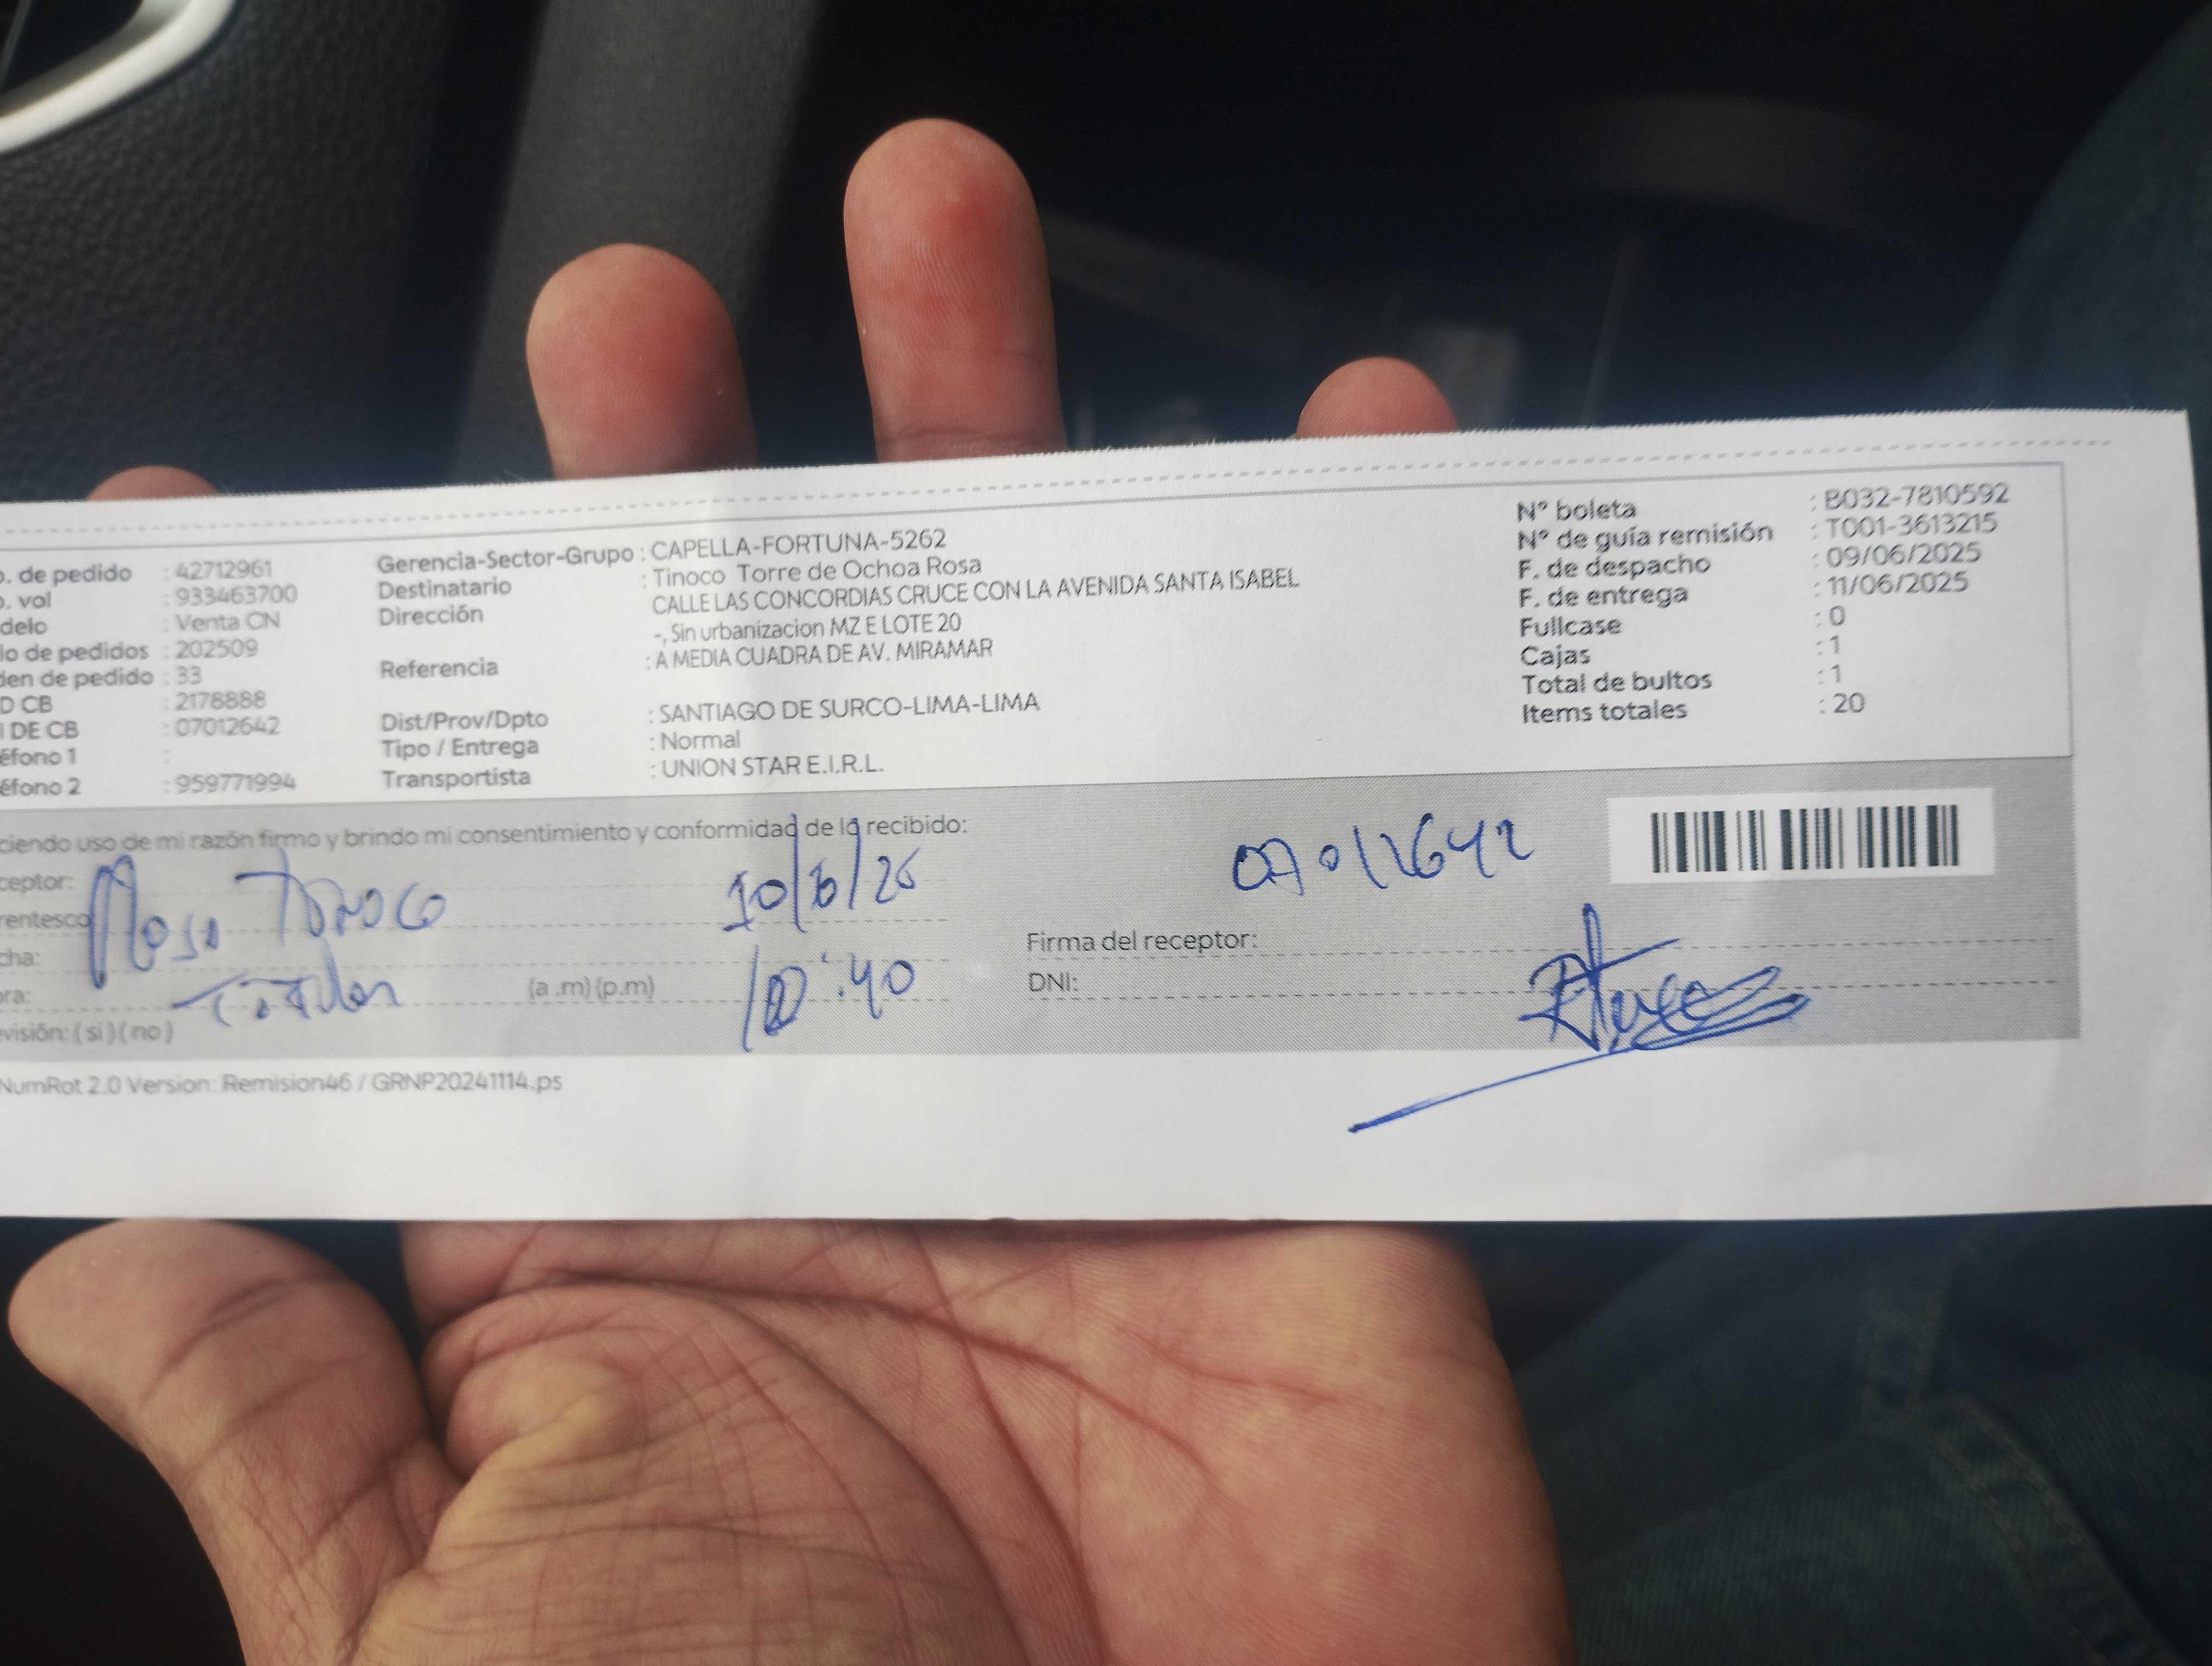 o. de pedido : 42712961
o. vol : 933463700
delo : Venta CN
lo de pedidos : 202509
den de pedido : 33
D CB : 2178888
I DE CB : 07012642
éfono 1 :
éfono 2 : 959771994
Gerencia-Sector-Grupo : CAPELLA-FORTUNA-5262
Destinatario : Tinoco Torre de Ochoa Rosa
Dirección CALLE LAS CONCORDIAS CRUCE CON LA AVENIDA SANTA ISABEL
-, Sin urbanizacion MZ E LOTE 20
Referencia : A MEDIA CUADRA DE AV. MIRAMAR
Dist/Prov/Dpto : SANTIAGO DE SURCO-LIMA-LIMA
Tipo / Entrega : Normal
Transportista : UNION STAR E.I.R.L.
N° boleta : B032-7810592
N° de guía remisión : T001-3613215
F. de despacho : 09/06/2025
F. de entrega : 11/06/2025
Fullcase : 0
Cajas : 1
Total de bultos : 1
Items totales : 20
ciendo uso de mi razón firmo y brindo mi consentimiento y conformidad de lo recibido:
ceptor: Rosa Tinoco
rentesco
cha:
ora: Titular (a .m) (p.m) :40
visión: ( si ) ( no )
07012642
Firma del receptor:
DNI:
NumRot 2.0 Version: Remision46 / GRNP20241114.ps